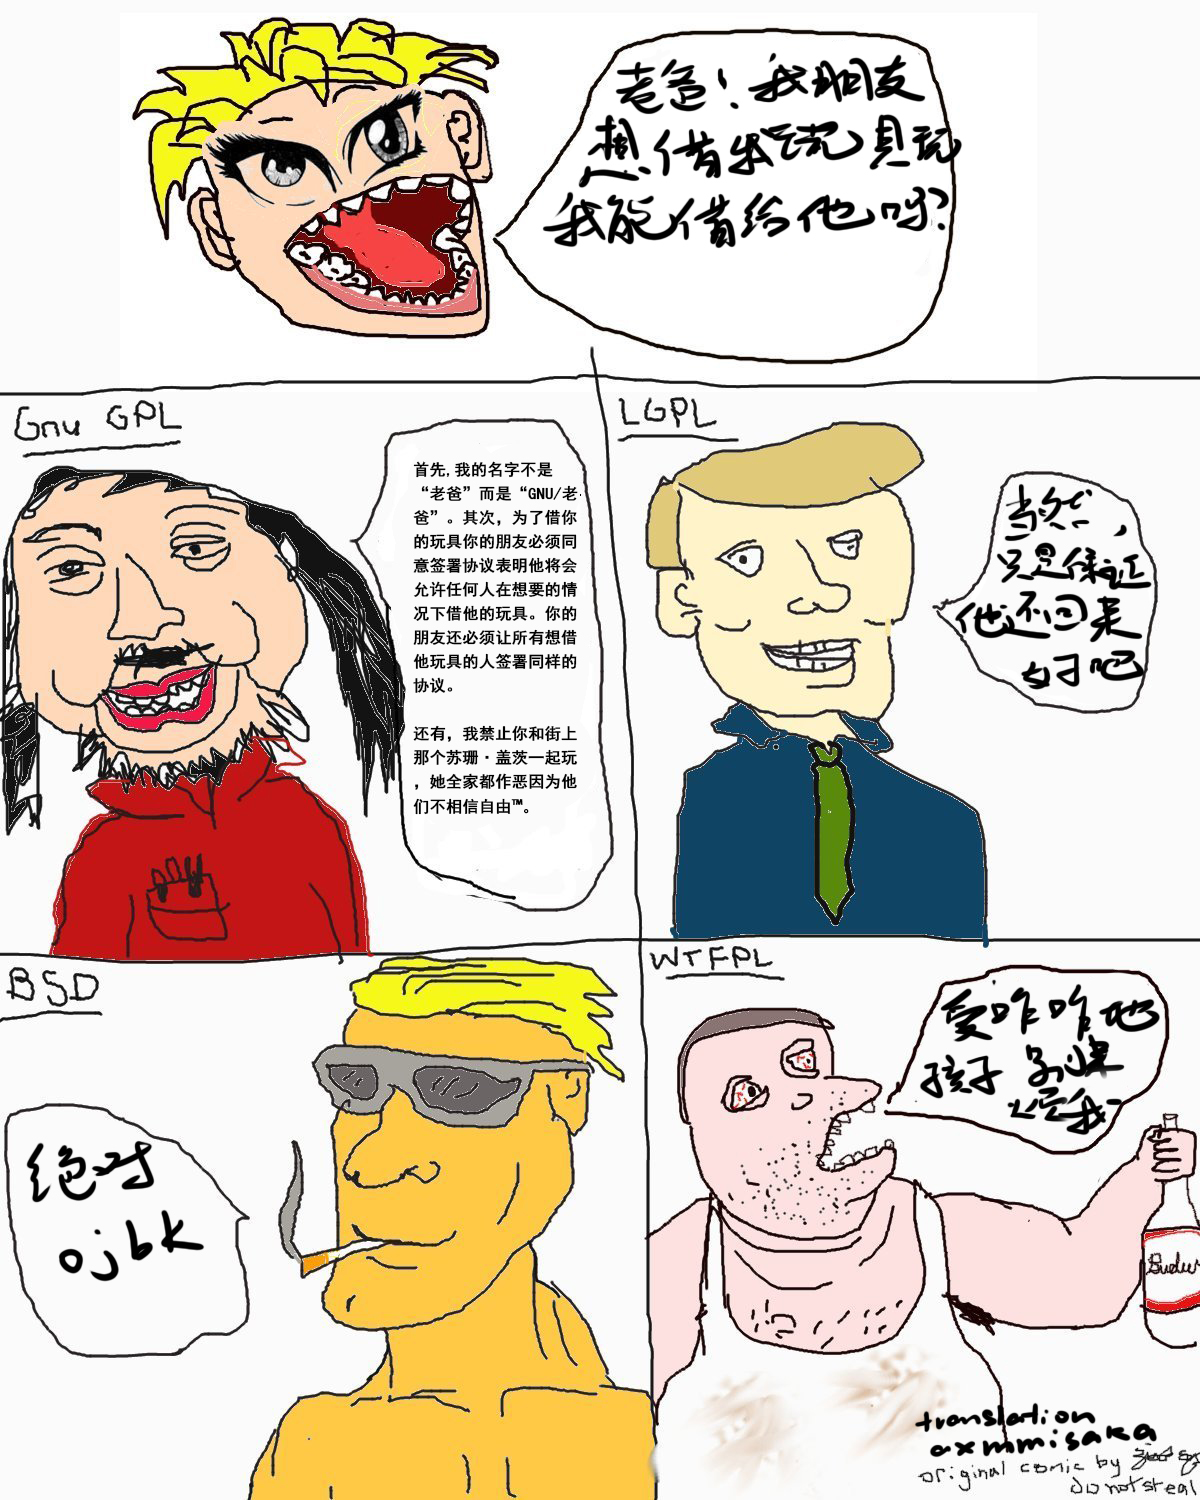 老爸！我朋友
想借我玩具玩
我能借给他吗？
Gnu GPL
首先,我的名字不是
“老爸”而是“GNU/老
爸”。其次，为了借你
的玩具你的朋友必须同
意签署协议表明他将会
允许任何人在想要的情
况下借他的玩具。你的
朋友还必须让所有想借
他玩具的人签署同样的
协议。
还有，我禁止你和街上
那个苏珊·盖茨一起玩
，她全家都作恶因为他
们不相信自由™。
LGPL
当然，
只是保证
他还回来
好吧
BSD
绝对
ojbk
WTFPL
爱咋咋地
孩子 别来
烦我
Budw
translation
axmmisaka
original comic by
do not steal